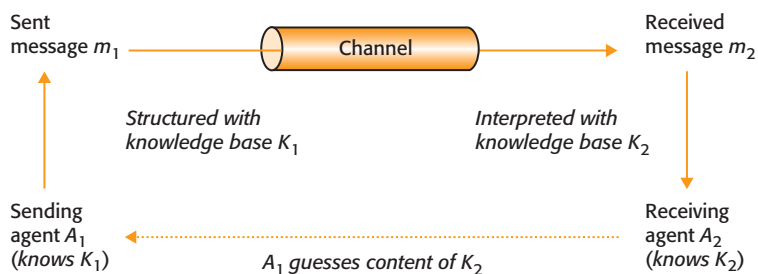 Sent
message m₁
Channel
Received
message m₂
Structured with
knowledge base K₁
Interpreted with
knowledge base K₂
Sending
agent A₁
(knows K₁)
A₁ guesses content of K₂
Receiving
agent A₂
(knows K₂)